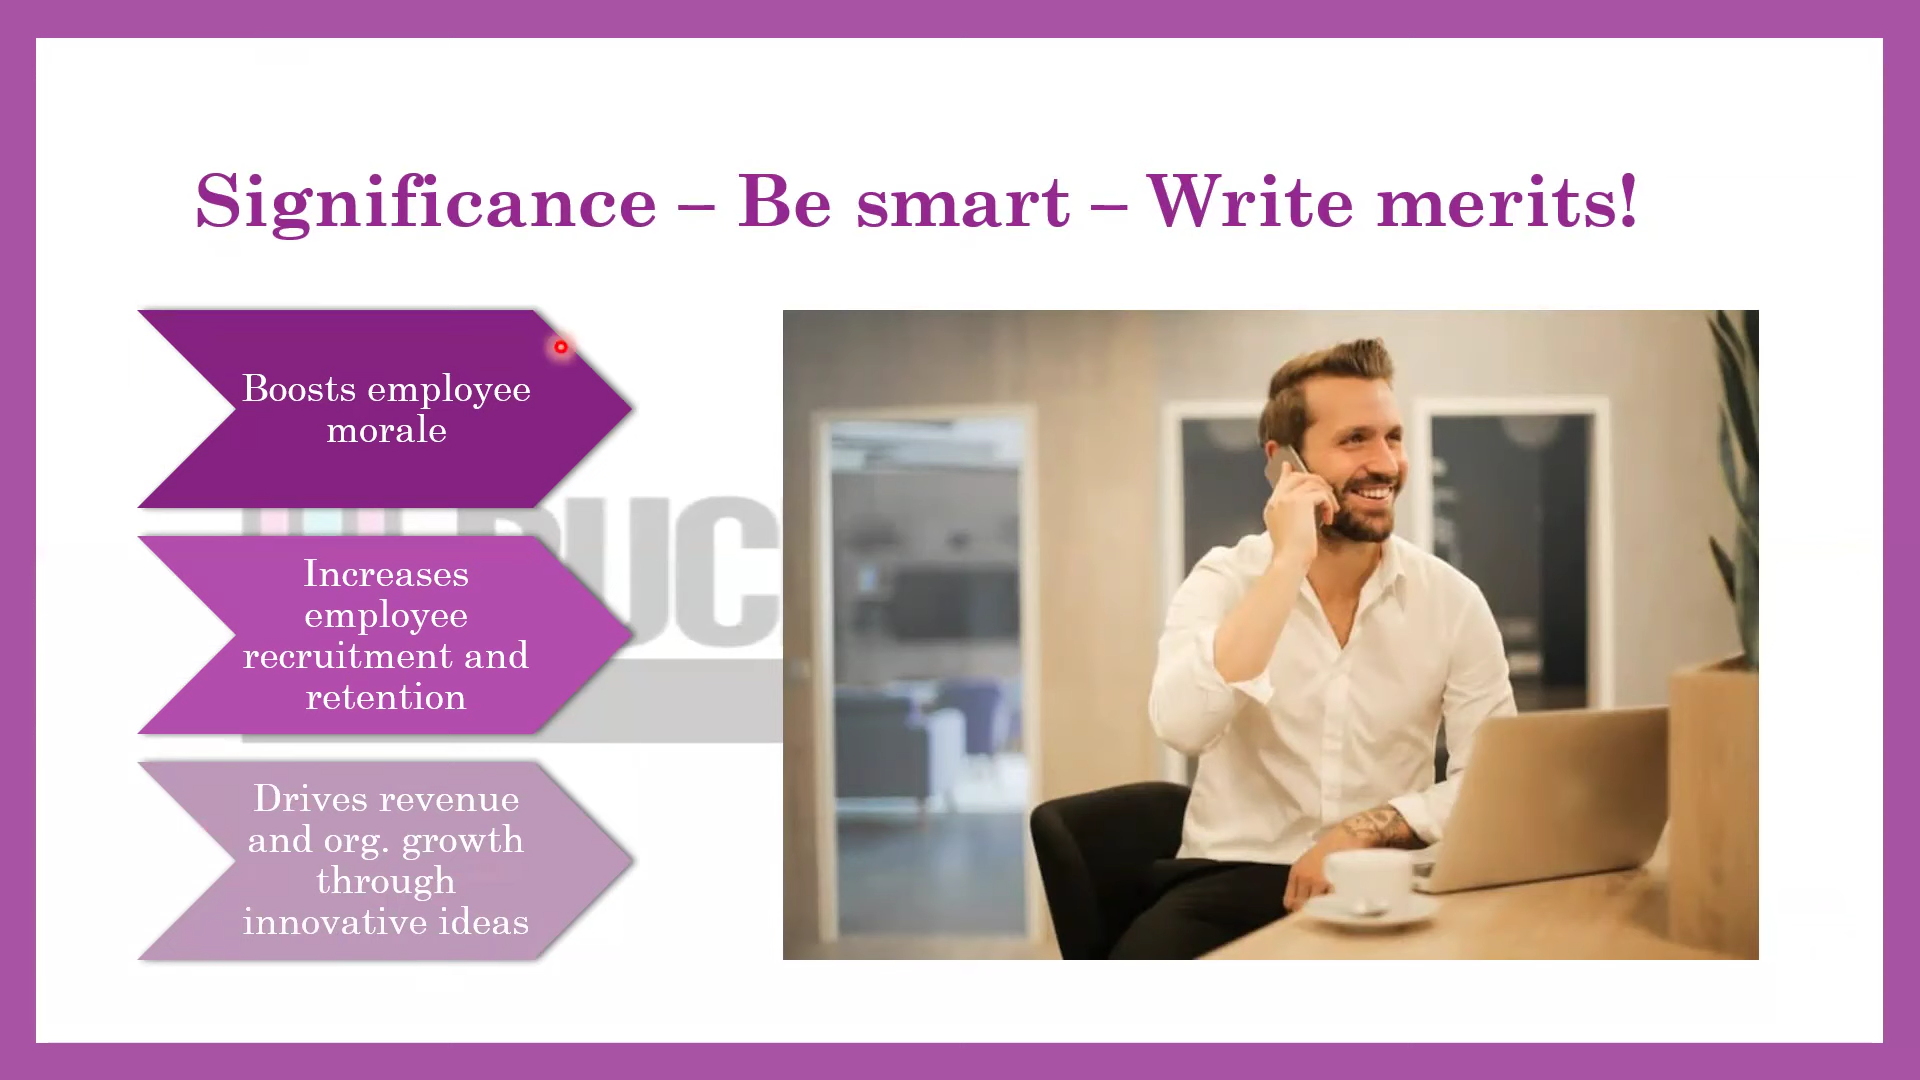 Significance – Be smart – Write merits!
Boosts employee
morale
Increases
employee
recruitment and
retention
Drives revenue
and org. growth
through
innovative ideas